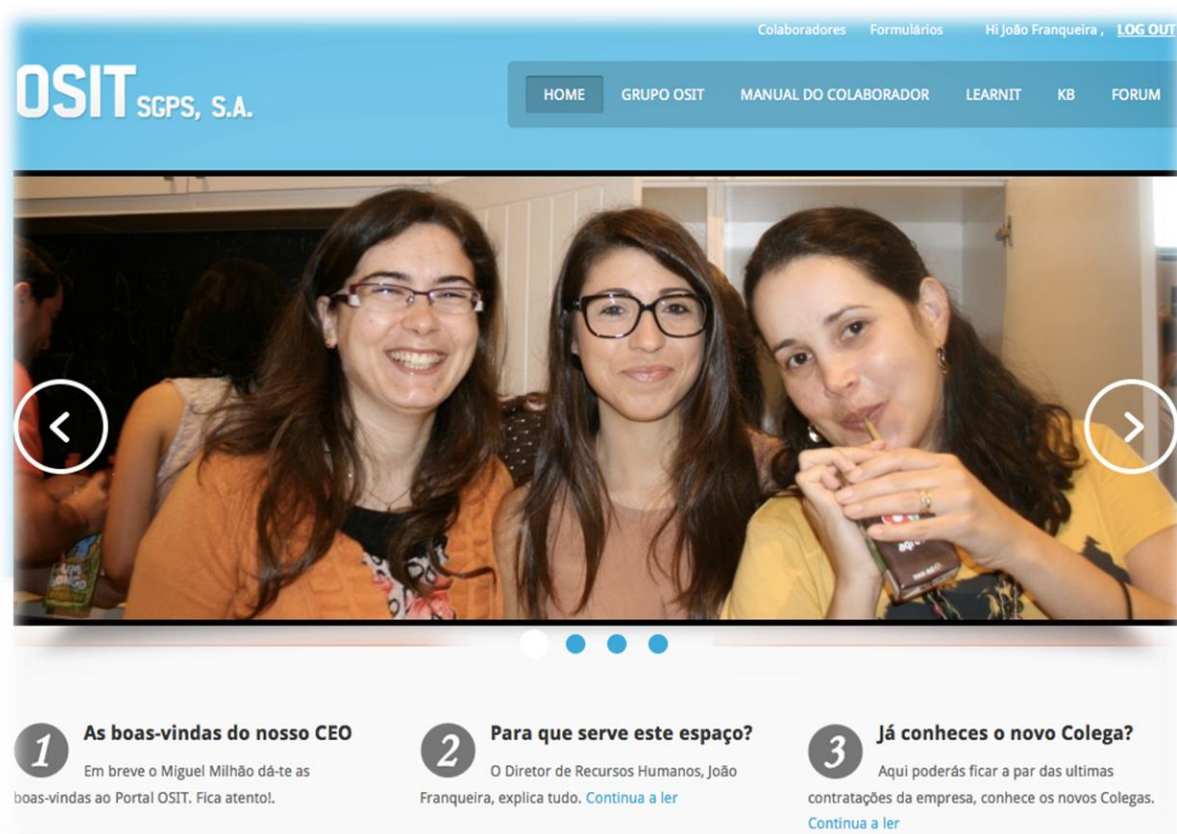 Colaboradores Formulários Hi João Franqueira , LOG OUT
OSIT SGPS, S.A.
HOME GRUPO OSIT MANUAL DO COLABORADOR LEARNIT KB FORUM
1 As boas-vindas do nosso CEO
Em breve o Miguel Milhão dá-te as
boas-vindas ao Portal OSIT. Fica atento!.
2 Para que serve este espaço?
O Diretor de Recursos Humanos, João
Franqueira, explica tudo. Continua a ler
3 Já conheces o novo Colega?
Aqui poderás ficar a par das ultimas
contratações da empresa, conhece os novos Colegas.
Continua a ler